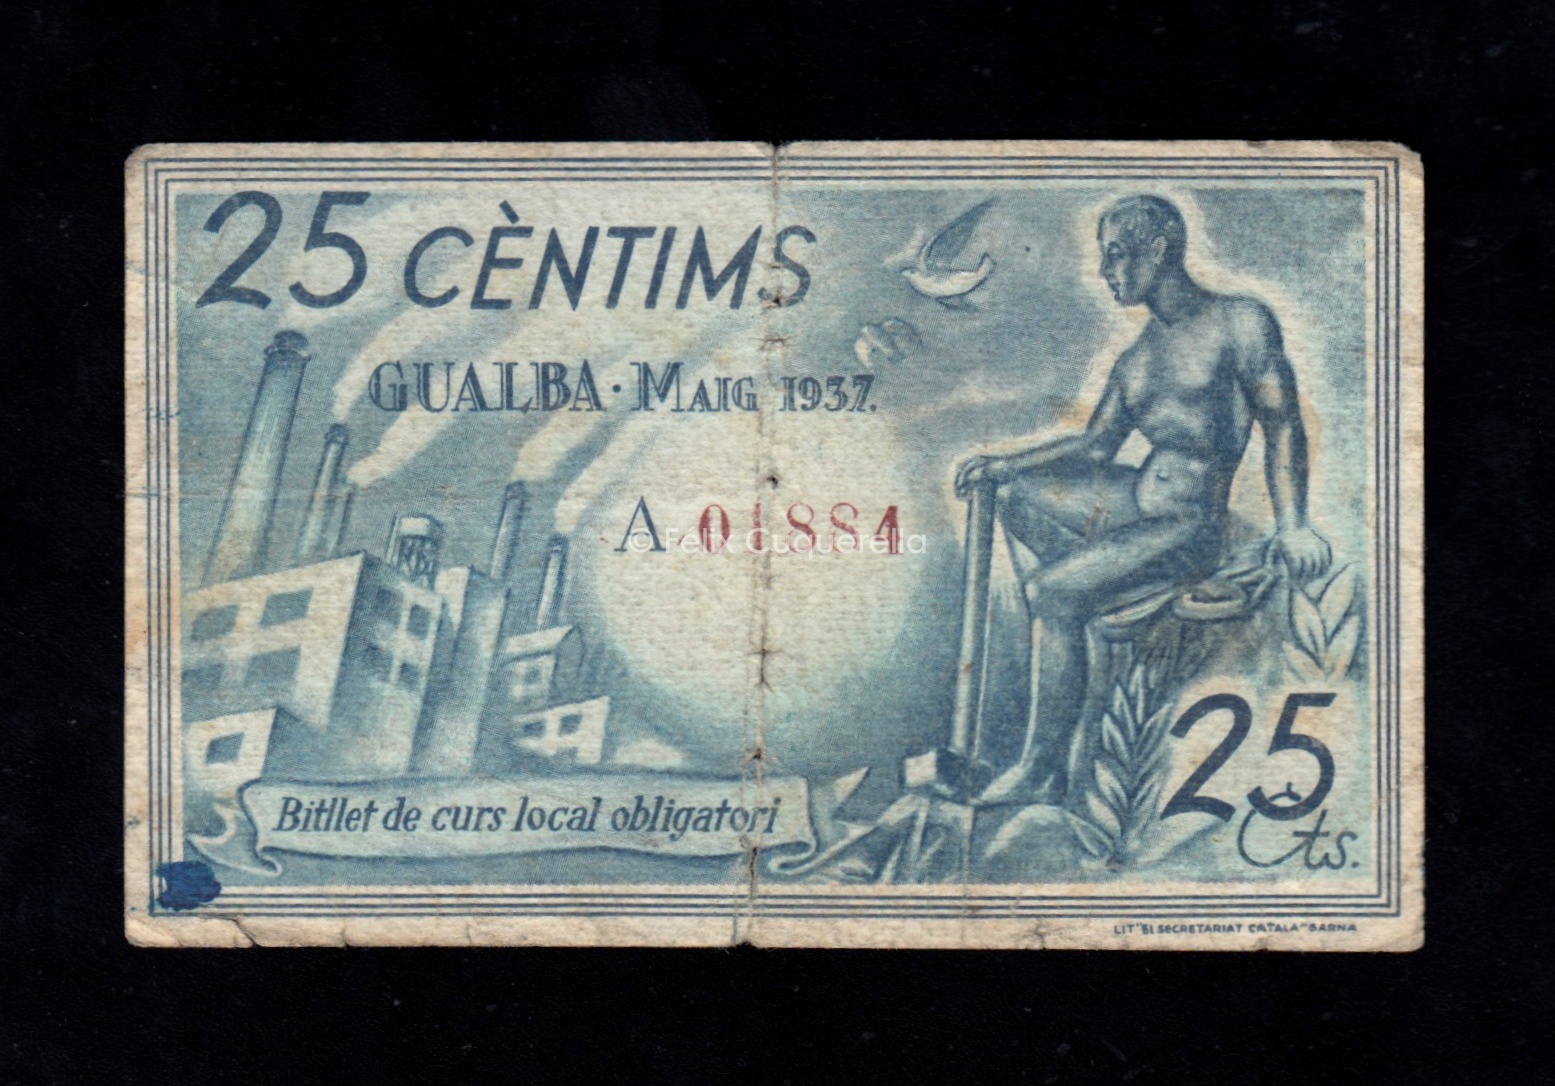 25 CÈNTIMS
GUALBA · MAIG 1937.
A 01884
© Felix Cuquerella
Bitllet de curs local obligatori
25
Cts.
LIT "El SECRETARIAT CATALA" BARNA